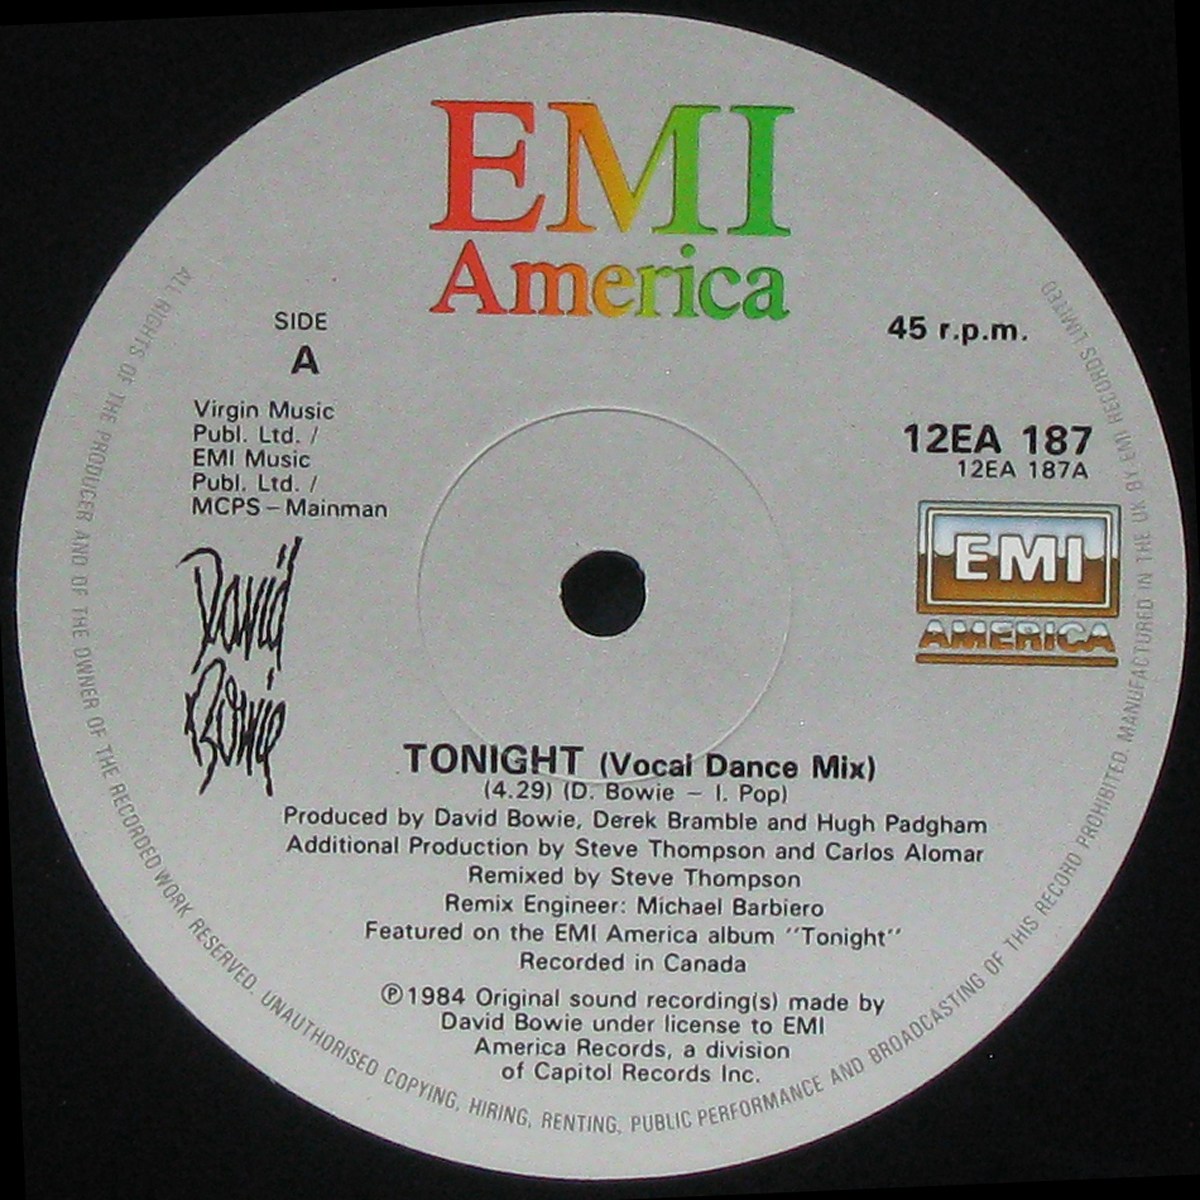 EMI
America
SIDE
A
45 r.p.m.
Virgin Music
Publ. Ltd. /
EMI Music
Publ. Ltd. /
MCPS – Mainman
12EA 187
12EA 187A
EMI
AMERICA
David
Bowie
TONIGHT (Vocal Dance Mix)
(4.29) (D. Bowie – I. Pop)
Produced by David Bowie, Derek Bramble and Hugh Padgham
Additional Production by Steve Thompson and Carlos Alomar
Remixed by Steve Thompson
Remix Engineer: Michael Barbiero
Featured on the EMI America album "Tonight"
Recorded in Canada
℗1984 Original sound recording(s) made by
David Bowie under license to EMI
America Records, a division
of Capitol Records Inc.
ALL RIGHTS OF THE PRODUCER AND OF THE OWNER OF THE RECORDED WORK RESERVED. UNAUTHORISED COPYING, HIRING, RENTING, PUBLIC PERFORMANCE AND BROADCASTING OF THIS RECORD PROHIBITED. MANUFACTURED IN THE UK BY EMI RECORDS LIMITED